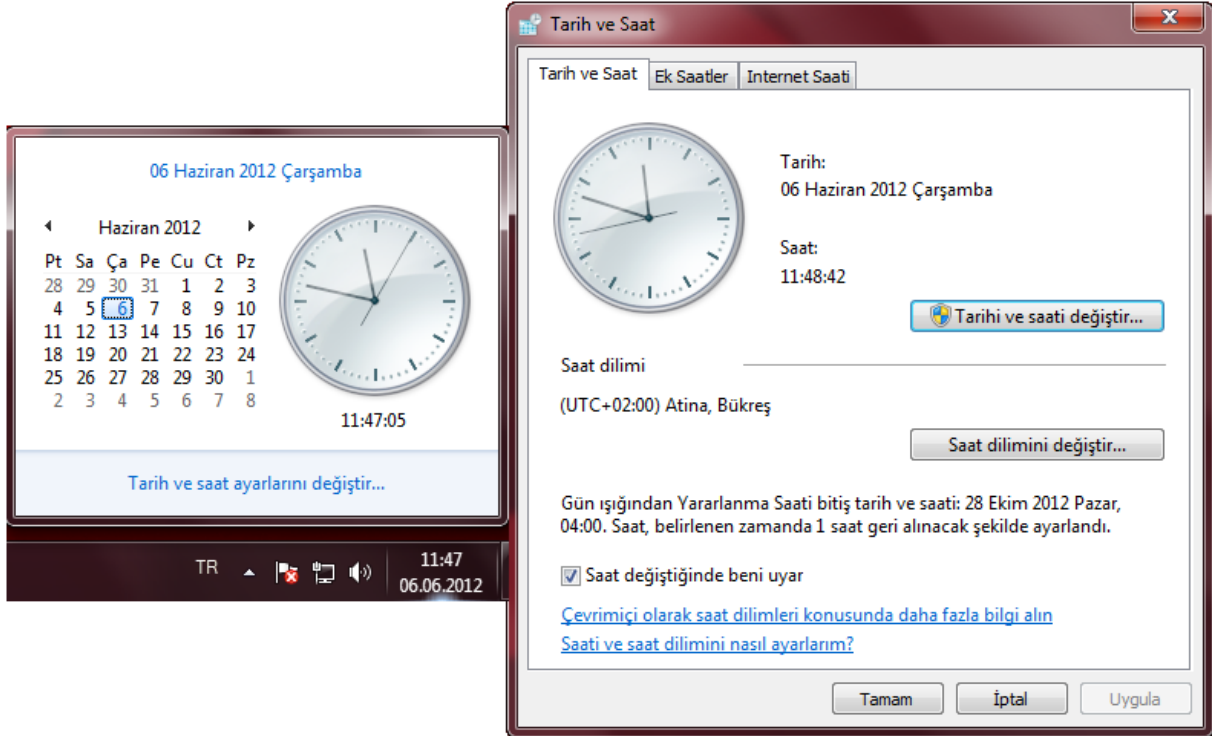 06 Haziran 2012 Çarşamba
Haziran 2012
Pt Sa Ça Pe Cu Ct Pz
28 29 30 31 1 2 3
4 5 6 7 8 9 10
11 12 13 14 15 16 17
18 19 20 21 22 23 24
25 26 27 28 29 30 1
2 3 4 5 6 7 8
11:47:05
Tarih ve saat ayarlarını değiştir...
TR
11:47
06.06.2012
Tarih ve Saat
Tarih ve Saat Ek Saatler Internet Saati
Tarih:
06 Haziran 2012 Çarşamba
Saat:
11:48:42
Tarihi ve saati değiştir...
Saat dilimi
(UTC+02:00) Atina, Bükreş
Saat dilimini değiştir...
Gün ışığından Yararlanma Saati bitiş tarih ve saati: 28 Ekim 2012 Pazar,
04:00. Saat, belirlenen zamanda 1 saat geri alınacak şekilde ayarlandı.
Saat değiştiğinde beni uyar
Çevrimiçi olarak saat dilimleri konusunda daha fazla bilgi alın
Saati ve saat dilimini nasıl ayarlarım?
Tamam İptal Uygula